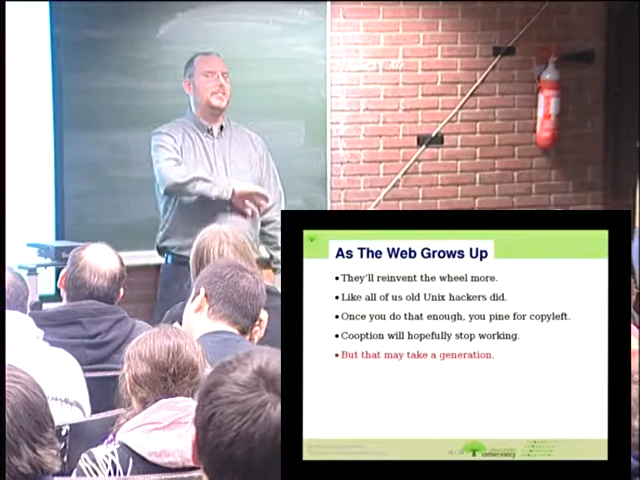 As The Web Grows Up
• They'll reinvent the wheel more.
• Like all of us old Unix hackers did.
• Once you do that enough, you pine for copyleft.
• Cooption will hopefully stop working.
• But that may take a generation.
conservancy